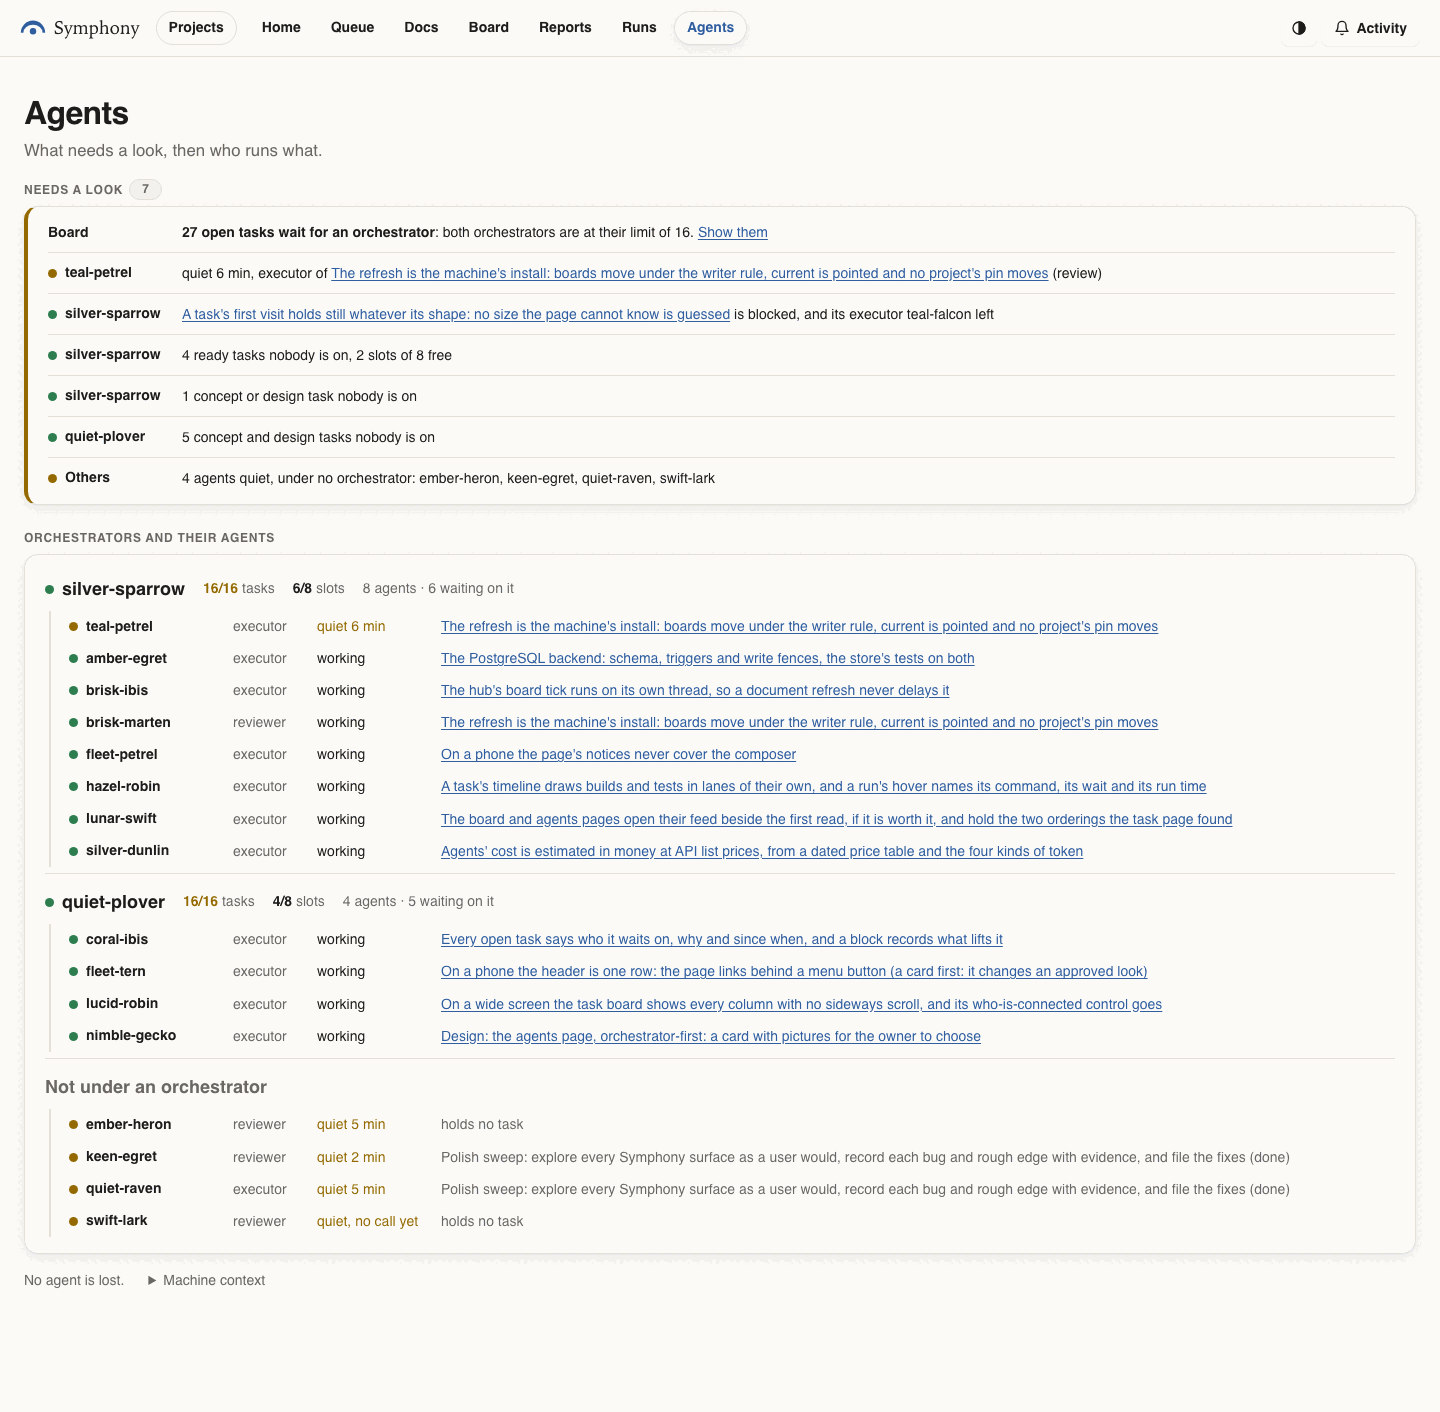 Symphony Projects Home Queue Docs Board Reports Runs Agents Activity
Agents
What needs a look, then who runs what.
NEEDS A LOOK 7
Board 27 open tasks wait for an orchestrator: both orchestrators are at their limit of 16. Show them
teal-petrel quiet 6 min, executor of The refresh is the machine's install: boards move under the writer rule, current is pointed and no project's pin moves (review)
silver-sparrow A task's first visit holds still whatever its shape: no size the page cannot know is guessed is blocked, and its executor teal-falcon left
silver-sparrow 4 ready tasks nobody is on, 2 slots of 8 free
silver-sparrow 1 concept or design task nobody is on
quiet-plover 5 concept and design tasks nobody is on
Others 4 agents quiet, under no orchestrator: ember-heron, keen-egret, quiet-raven, swift-lark
ORCHESTRATORS AND THEIR AGENTS
silver-sparrow 16/16 tasks 6/8 slots 8 agents · 6 waiting on it
teal-petrel executor quiet 6 min The refresh is the machine's install: boards move under the writer rule, current is pointed and no project's pin moves
amber-egret executor working The PostgreSQL backend: schema, triggers and write fences, the store's tests on both
brisk-ibis executor working The hub's board tick runs on its own thread, so a document refresh never delays it
brisk-marten reviewer working The refresh is the machine's install: boards move under the writer rule, current is pointed and no project's pin moves
fleet-petrel executor working On a phone the page's notices never cover the composer
hazel-robin executor working A task's timeline draws builds and tests in lanes of their own, and a run's hover names its command, its wait and its run time
lunar-swift executor working The board and agents pages open their feed beside the first read, if it is worth it, and hold the two orderings the task page found
silver-dunlin executor working Agents' cost is estimated in money at API list prices, from a dated price table and the four kinds of token
quiet-plover 16/16 tasks 4/8 slots 4 agents · 5 waiting on it
coral-ibis executor working Every open task says who it waits on, why and since when, and a block records what lifts it
fleet-tern executor working On a phone the header is one row: the page links behind a menu button (a card first: it changes an approved look)
lucid-robin executor working On a wide screen the task board shows every column with no sideways scroll, and its who-is-connected control goes
nimble-gecko executor working Design: the agents page, orchestrator-first: a card with pictures for the owner to choose
Not under an orchestrator
ember-heron reviewer quiet 5 min holds no task
keen-egret reviewer quiet 2 min Polish sweep: explore every Symphony surface as a user would, record each bug and rough edge with evidence, and file the fixes (done)
quiet-raven executor quiet 5 min Polish sweep: explore every Symphony surface as a user would, record each bug and rough edge with evidence, and file the fixes (done)
swift-lark reviewer quiet, no call yet holds no task
No agent is lost. ▶ Machine context